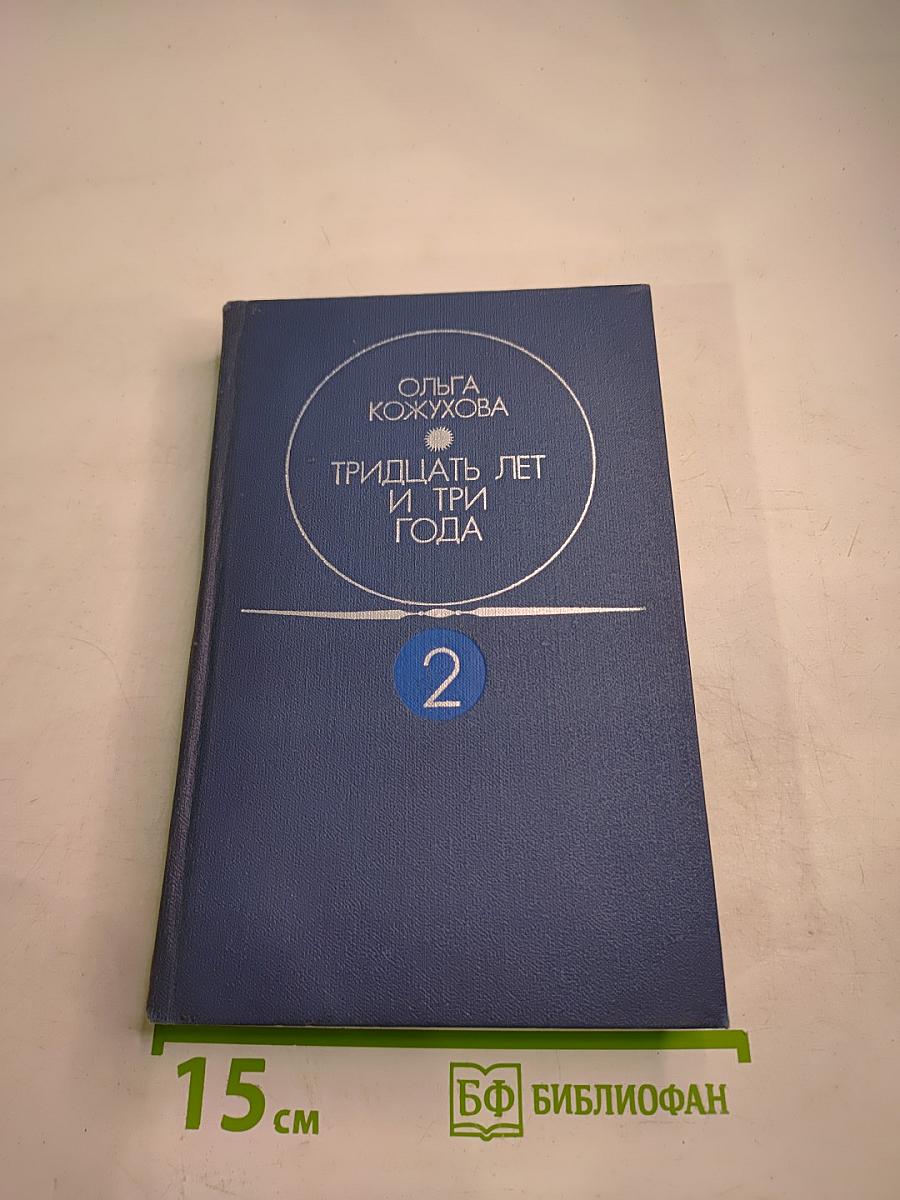 ОЛЬГА
КОЖУХОВА
ТРИДЦАТЬ ЛЕТ
И ТРИ
ГОДА
2
15 см
БФ БИБЛИОФАН